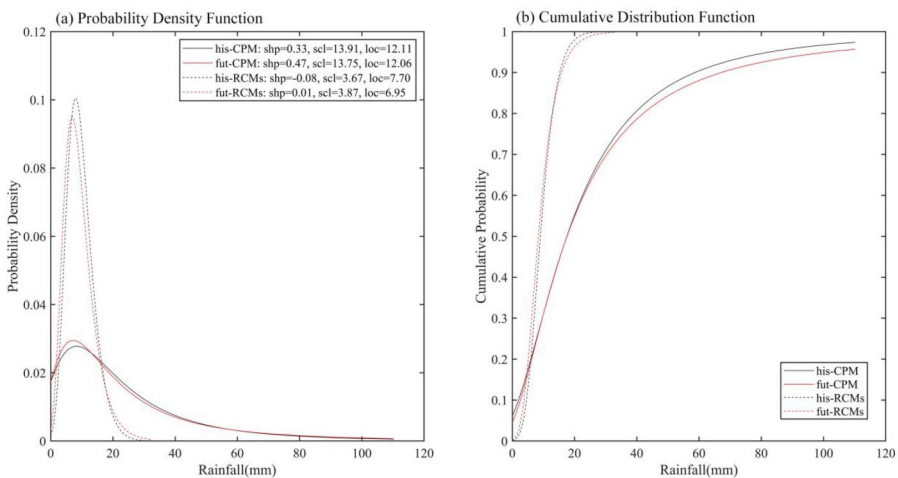 (a) Probability Density Function
0.12
0.1
0.08
0.06
0.04
0.02
0
Probability Density
his-CPM: shp=0.33, scl=13.91, loc=12.11
fut-CPM: shp=0.47, scl=13.75, loc=12.06
his-RCMs: shp=-0.08, scl=3.67, loc=7.70
fut-RCMs: shp=0.01, scl=3.87, loc=6.95
0 20 40 60 80 100 120
Rainfall(mm)
(b) Cumulative Distribution Function
1
0.9
0.8
0.7
0.6
0.5
0.4
0.3
0.2
0.1
0
Cumulative Probability
his-CPM
fut-CPM
his-RCMs
fut-RCMs
0 20 40 60 80 100 120
Rainfall(mm)